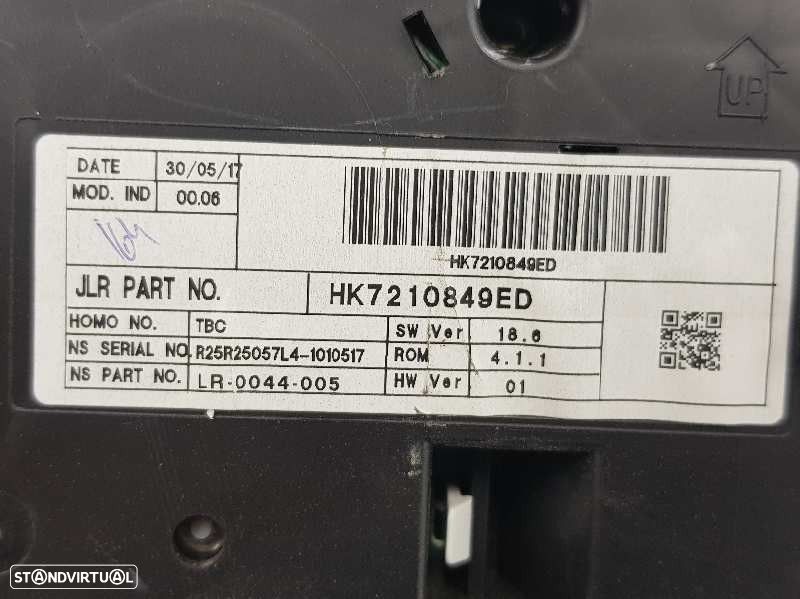 UP
DATE 30/05/17
MOD. IND 00.06
HK7210849ED
JLR PART NO. HK7210849ED
HOMO NO. TBC SW Ver 18.6
NS SERIAL NO. R25R25057L4-1010517 ROM 4.1.1
NS PART NO. LR-0044-005 HW Ver 01
STANDVIRTUAL